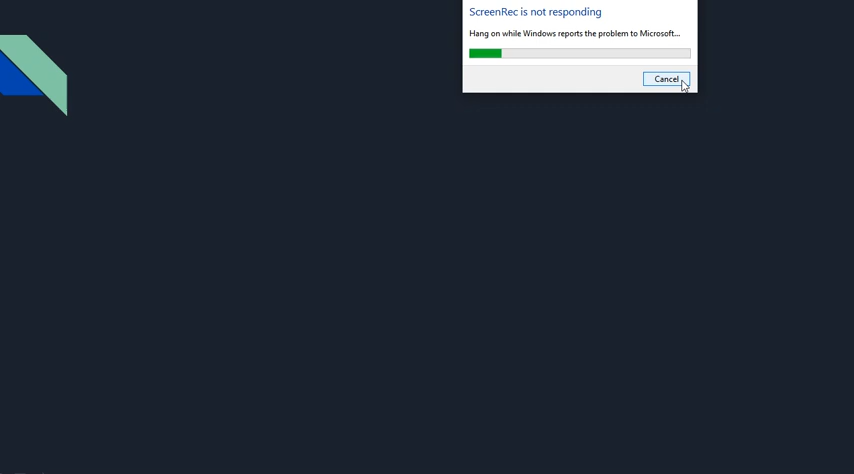 ScreenRec is not responding
Hang on while Windows reports the problem to Microsoft...
Cancel